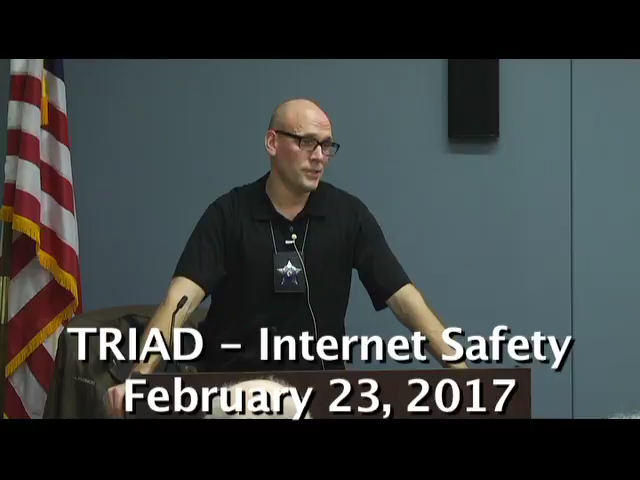 TRIAD – Internet Safety
February 23, 2017